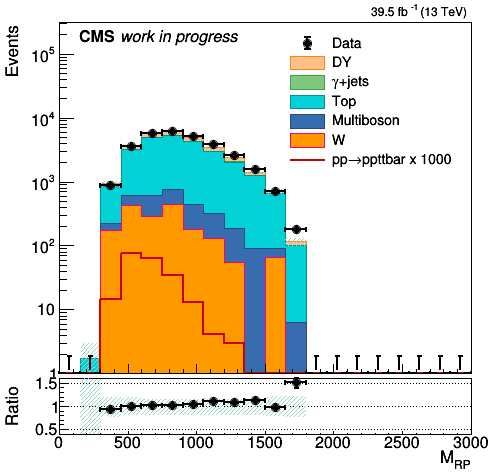 39.5 fb⁻¹ (13 TeV)
CMS work in progress
Events
Data
DY
γ+jets
Top
Multiboson
W
pp→ppttbar x 1000
10⁵
10⁴
10³
10²
10
1
1.5
1
0.5
Ratio
0 500 1000 1500 2000 2500 3000
M_RP